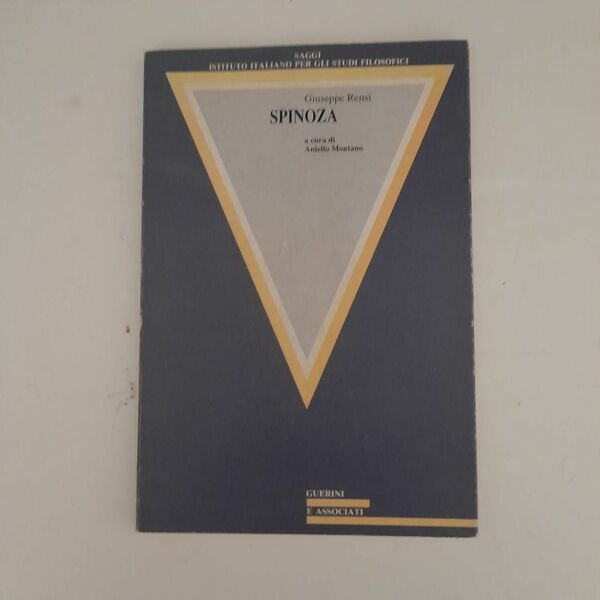 SAGGI
ISTITUTO ITALIANO PER GLI STUDI FILOSOFICI
Giuseppe Rensi
SPINOZA
a cura di
Aniello Montano
GUERINI
E ASSOCIATI